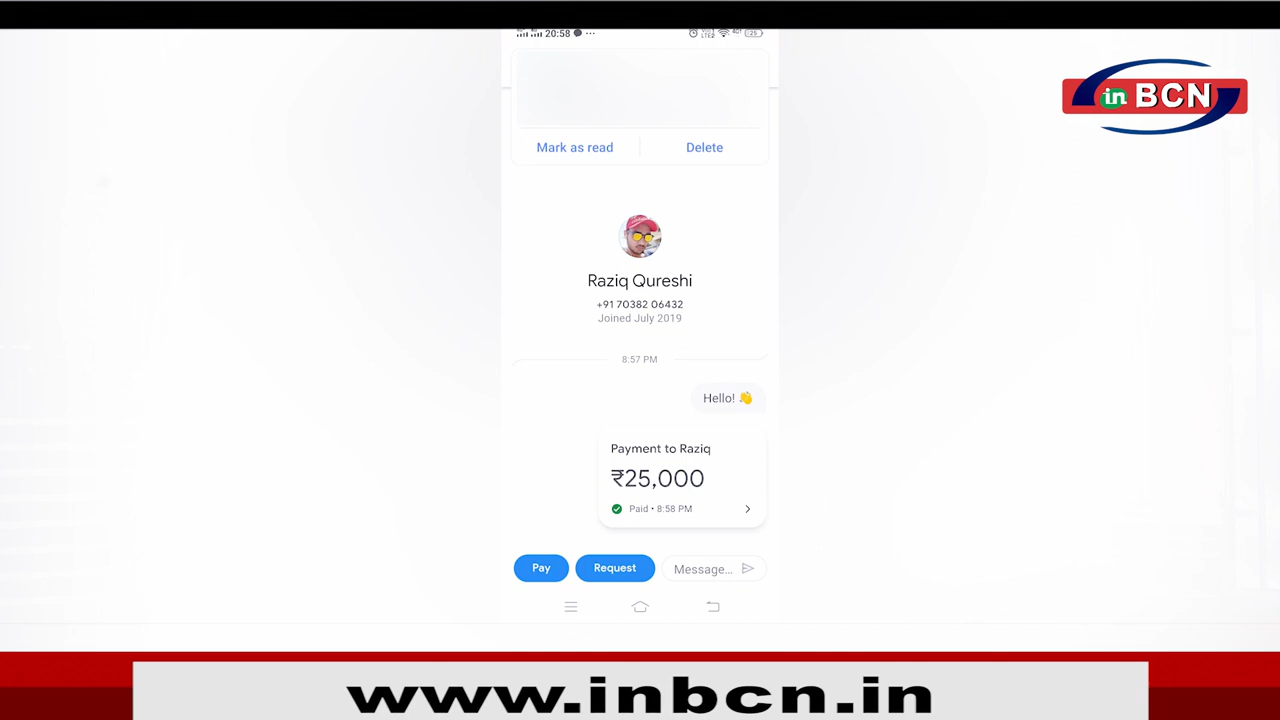 20:58 ...
in BCN
Mark as read Delete
Raziq Qureshi
+91 70382 06432
Joined July 2019
8:57 PM
Hello! 👋
Payment to Raziq
₹25,000
Paid • 8:58 PM
Pay Request Message...
www.inbcn.in